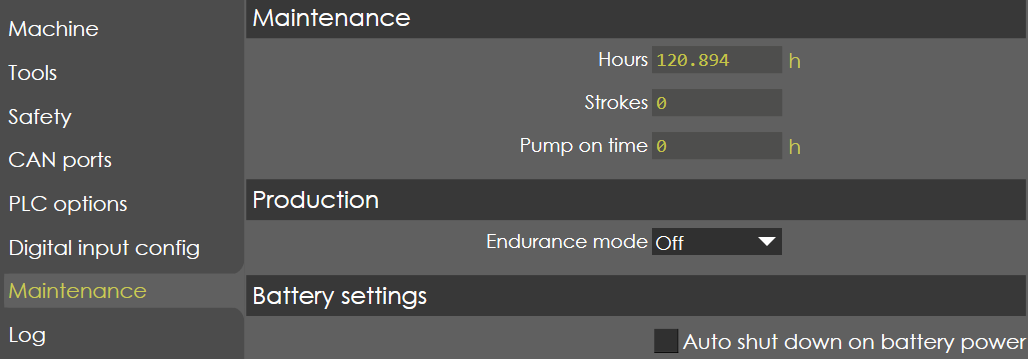 Machine
Tools
Safety
CAN ports
PLC options
Digital input config
Maintenance
Log
Maintenance
Hours 120.894 h
Strokes 0
Pump on time 0 h
Production
Endurance mode Off
Battery settings
Auto shut down on battery power